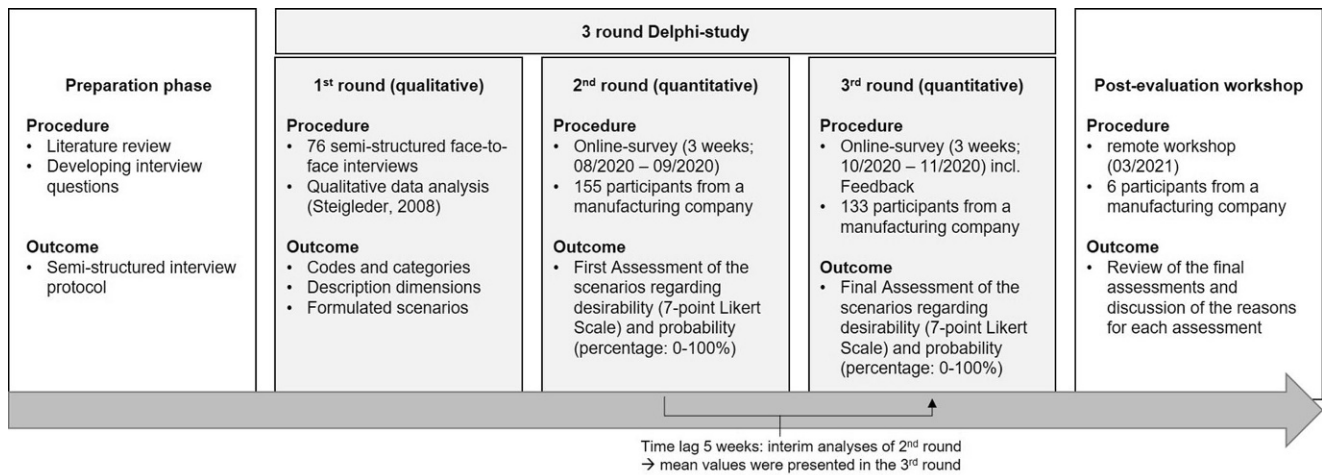 3 round Delphi-study
Preparation phase
Procedure
• Literature review
• Developing interview
questions
Outcome
• Semi-structured interview
protocol
1st round (qualitative)
Procedure
• 76 semi-structured face-to-
face interviews
• Qualitative data analysis
(Steigleder, 2008)
Outcome
• Codes and categories
• Description dimensions
• Formulated scenarios
2nd round (quantitative)
Procedure
• Online-survey (3 weeks;
08/2020 – 09/2020)
• 155 participants from a
manufacturing company
Outcome
• First Assessment of the
scenarios regarding
desirability (7-point Likert
Scale) and probability
(percentage: 0-100%)
3rd round (quantitative)
Procedure
• Online-survey (3 weeks;
10/2020 – 11/2020) incl.
Feedback
• 133 participants from a
manufacturing company
Outcome
• Final Assessment of the
scenarios regarding
desirability (7-point Likert
Scale) and probability
(percentage: 0-100%)
Post-evaluation workshop
Procedure
• remote workshop
(03/2021)
• 6 participants from a
manufacturing company
Outcome
• Review of the final
assessments and
discussion of the reasons
for each assessment
Time lag 5 weeks: interim analyses of 2nd round
→ mean values were presented in the 3rd round